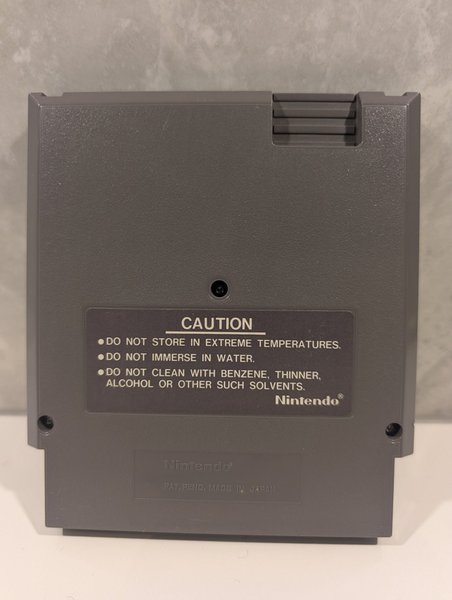 CAUTION
•DO NOT STORE IN EXTREME TEMPERATURES.
•DO NOT IMMERSE IN WATER.
•DO NOT CLEAN WITH BENZENE, THINNER,
ALCOHOL OR OTHER SUCH SOLVENTS.
Nintendo®
Nintendo®
PAT. PEND. MADE IN JAPAN